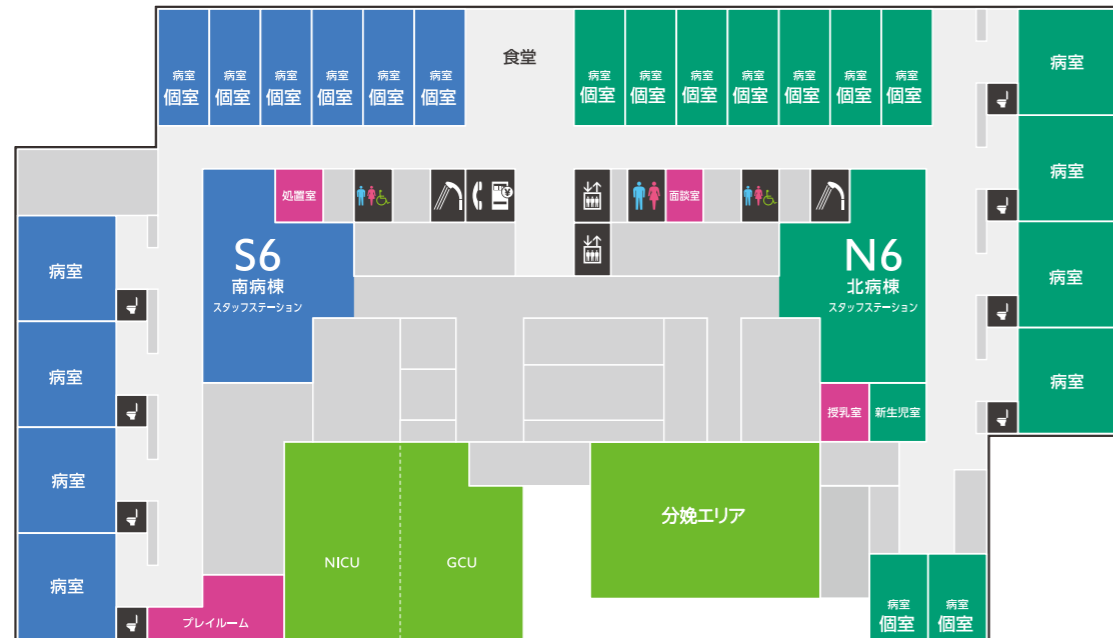 病室
個室
病室
個室
病室
個室
病室
個室
病室
個室
病室
個室
食堂
病室
個室
病室
個室
病室
個室
病室
個室
病室
個室
病室
個室
病室
個室
病室
病室
病室
病室
処置室
面談室
S6
南病棟
スタッフステーション
N6
北病棟
スタッフステーション
病室
病室
病室
病室
授乳室
新生児室
NICU
GCU
分娩エリア
プレイルーム
病室
個室
病室
個室